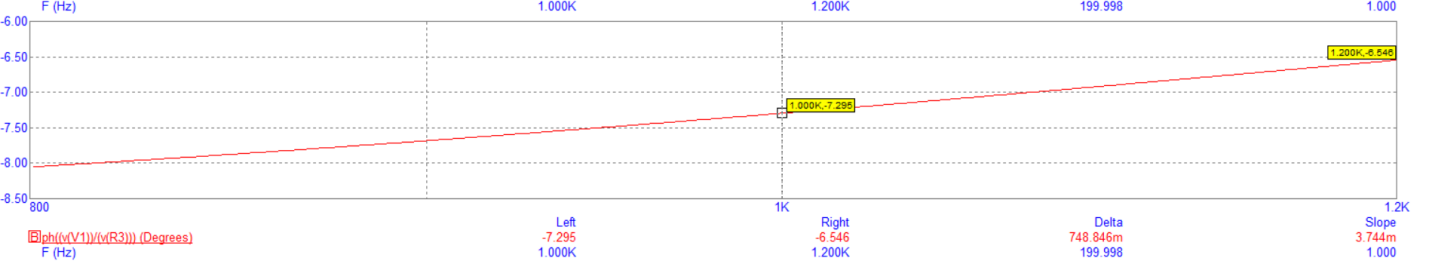 F (Hz) 1.000K 1.200K 199.998 1.000
-6.00
-6.50
1.200K,-6.546
-7.00
1.000K,-7.295
-7.50
-8.00
-8.50
800 1K 1.2K
Left Right Delta Slope
B ph((v(V1))/(v(R3))) (Degrees) -7.295 -6.546 748.846m 3.744m
F (Hz) 1.000K 1.200K 199.998 1.000